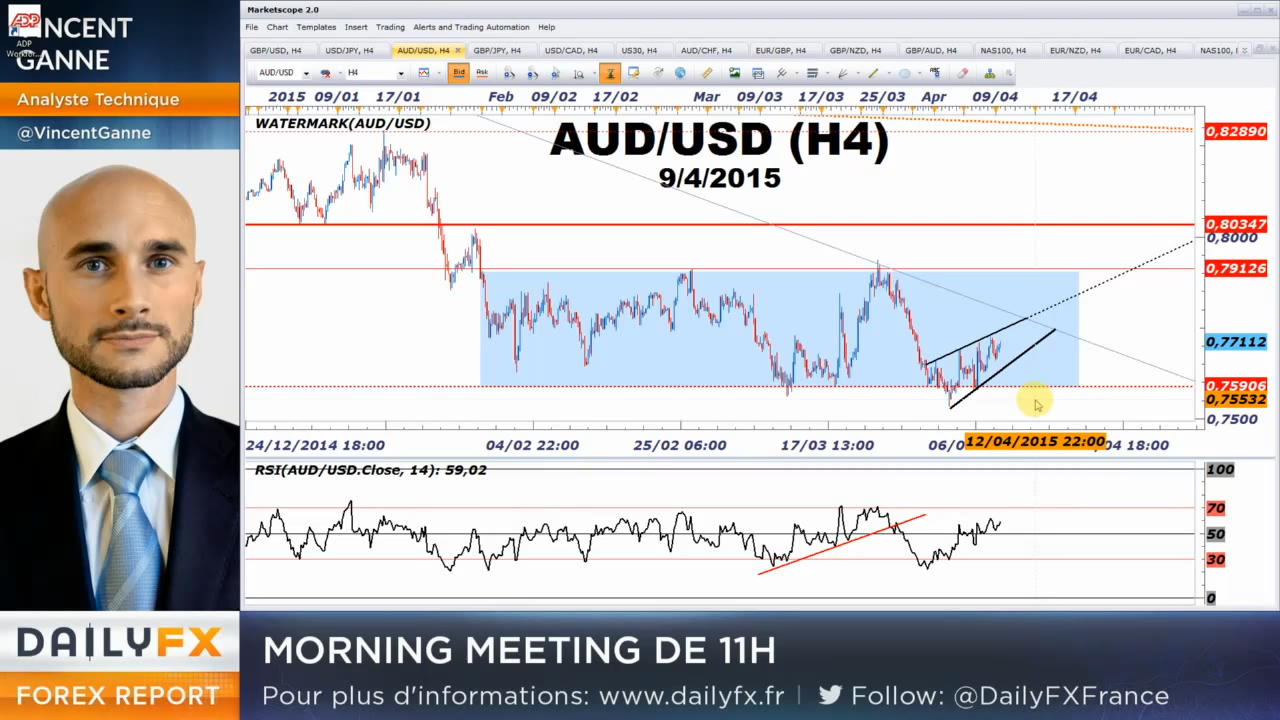 VINCENT
GANNE
ADP
Analyste Technique
@VincentGanne
Marketscope 2.0
File Chart Templates Insert Trading Alerts and Trading Automation Help
GBP/USD, H4 USD/JPY, H4 AUD/USD, H4 GBP/JPY, H4 USD/CAD, H4 US30, H4 AUD/CHF, H4 EUR/GBP, H4 GBP/NZD, H4 GBP/AUD, H4 NAS100, H4 EUR/NZD, H4 EUR/CAD, H4 NAS100,
AUD/USD H4 Bid Ask
2015 09/01 17/01 Feb 09/02 17/02 Mar 09/03 17/03 25/03 Apr 09/04 17/04
WATERMARK(AUD/USD)
AUD/USD (H4)
9/4/2015
0,82890
0,80347
0,8000
0,79126
0,77112
0,75906
0,75532
0,7500
24/12/2014 18:00 04/02 22:00 25/02 06:00 17/03 13:00 12/04/2015 22:00 18:00
RSI(AUD/USD.Close, 14): 59,02
100
70
50
30
0
DAILYFX
FOREX REPORT
MORNING MEETING DE 11H
Pour plus d'informations: www.dailyfx.fr | Follow: @DailyFXFrance